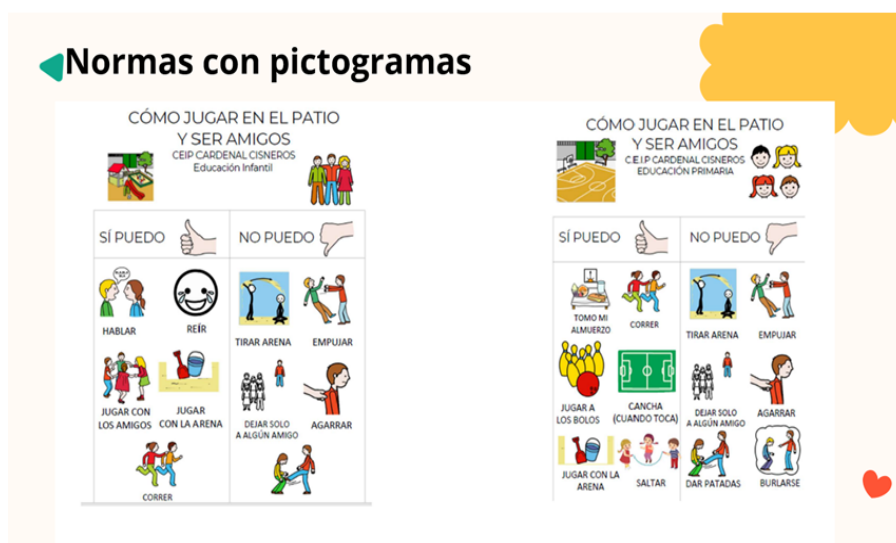 Normas con pictogramas
CÓMO JUGAR EN EL PATIO
Y SER AMIGOS
CEIP CARDENAL CISNEROS
Educación Infantil
SÍ PUEDO
NO PUEDO
HABLAR
REÍR
TIRAR ARENA
EMPUJAR
JUGAR CON
LOS AMIGOS
JUGAR
CON LA ARENA
DEJAR SOLO
A ALGÚN AMIGO
AGARRAR
CORRER
CÓMO JUGAR EN EL PATIO
Y SER AMIGOS
C.E.I.P CARDENAL CISNEROS
EDUCACIÓN PRIMARIA
SÍ PUEDO
NO PUEDO
TOMO MI
ALMUERZO
CORRER
TIRAR ARENA
EMPUJAR
JUGAR A
LOS BOLOS
CANCHA
(CUANDO TOCA)
DEJAR SOLO
A ALGÚN AMIGO
AGARRAR
JUGAR CON LA
ARENA
SALTAR
DAR PATADAS
BURLARSE